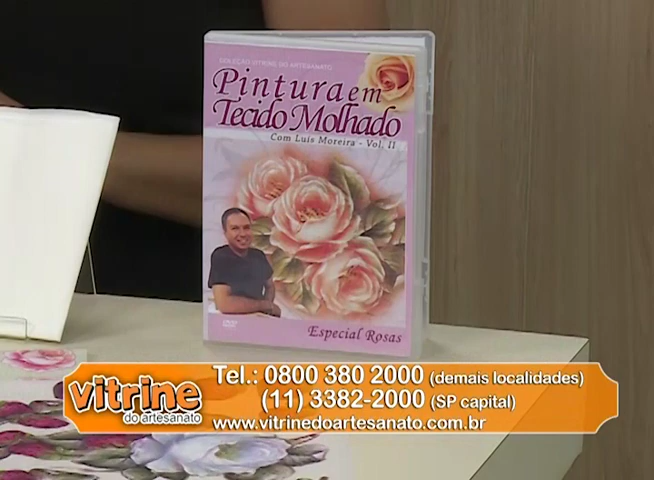 COLEÇÃO VITRINE DO ARTESANATO
Pintura em
Tecido Molhado
Com Luis Moreira - Vol. II
DVD
Especial Rosas
vitrine
do artesanato
Tel.: 0800 380 2000 (demais localidades)
(11) 3382-2000 (SP capital)
www.vitrinedoartesanato.com.br